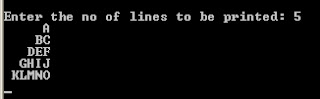 Enter the no of lines to be printed: 5
A
BC
DEF
GHIJ
KLMNO